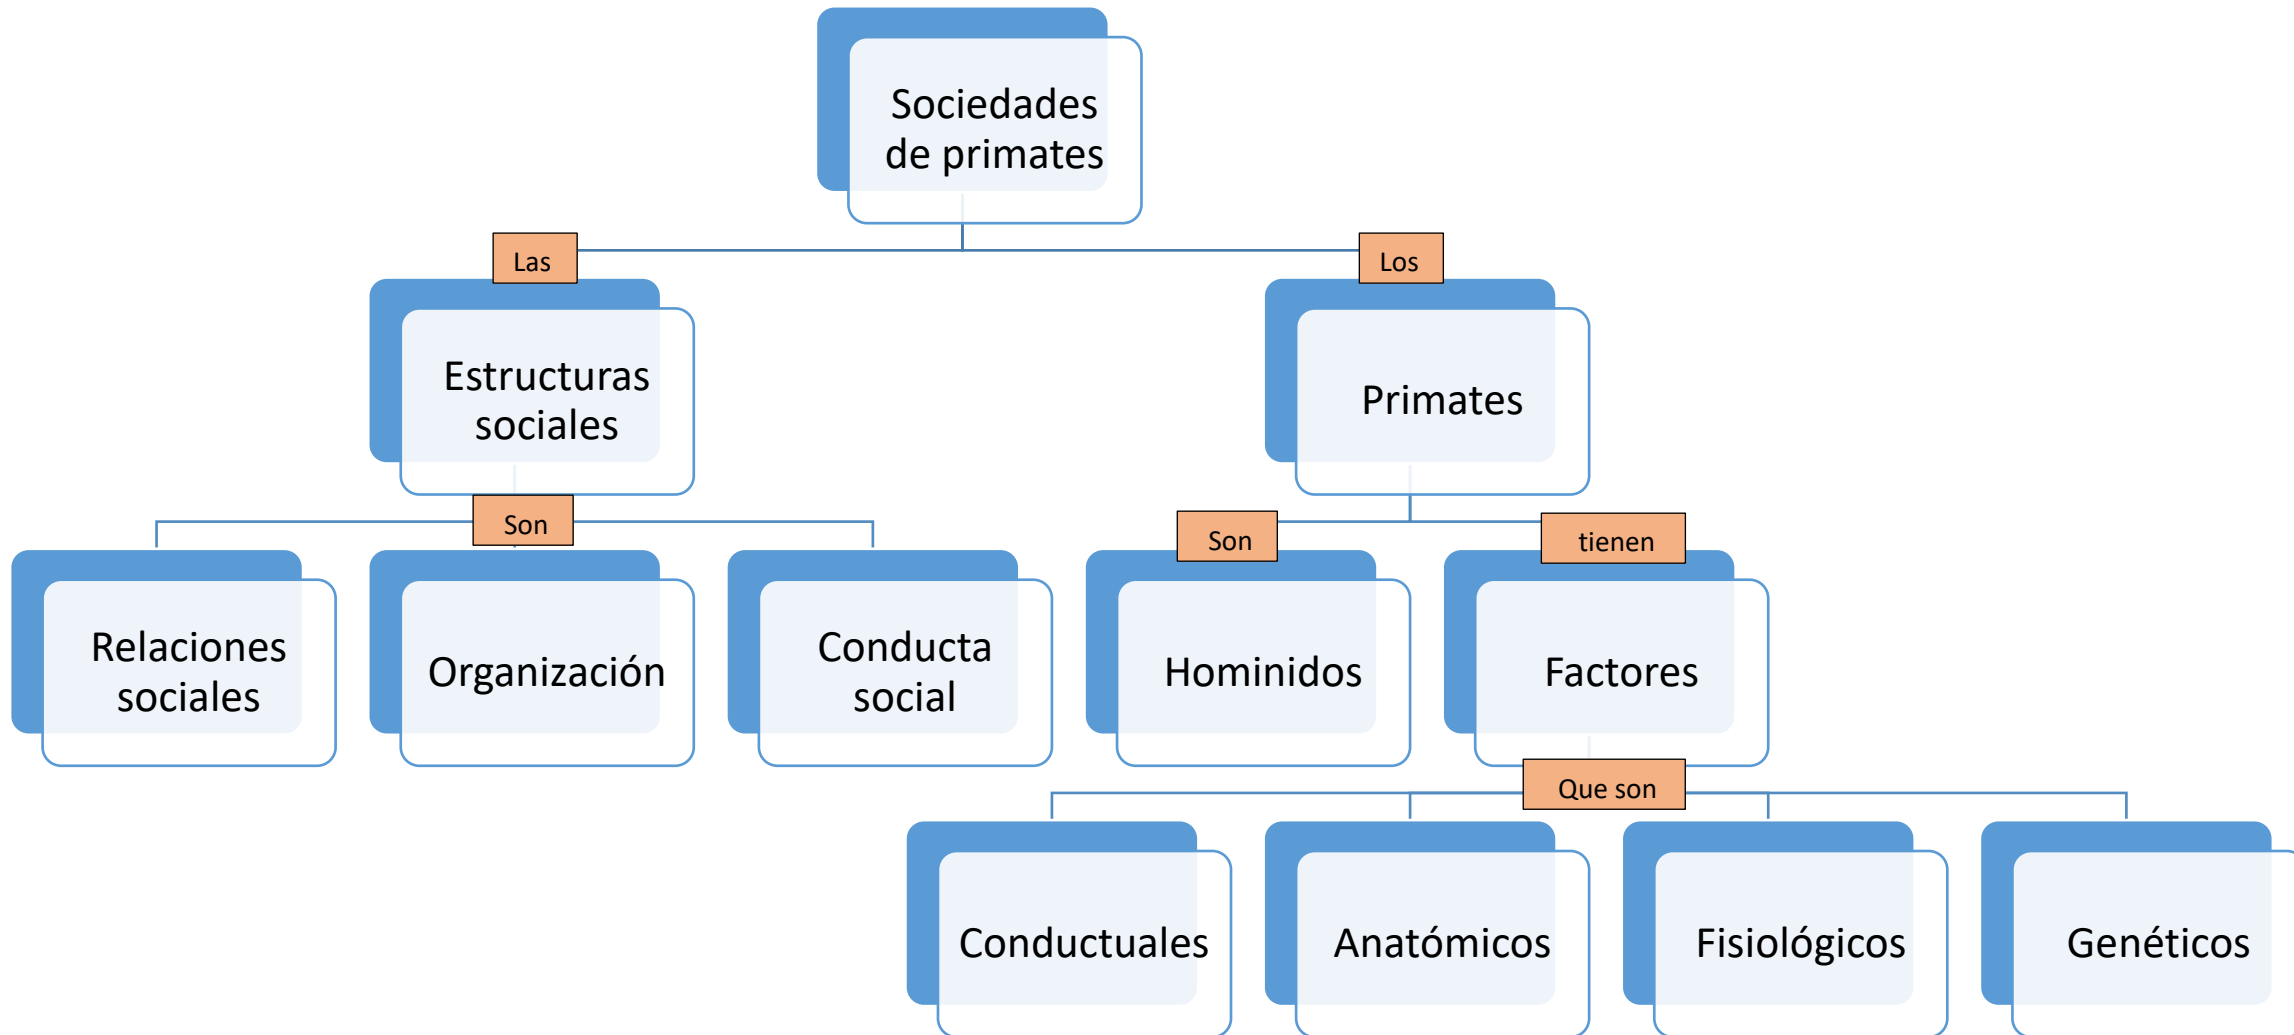 Sociedades
de primates
Las
Los
Estructuras
sociales
Primates
Son
Son
tienen
Relaciones
sociales
Organización
Conducta
social
Hominidos
Factores
Que son
Conductuales
Anatómicos
Fisiológicos
Genéticos